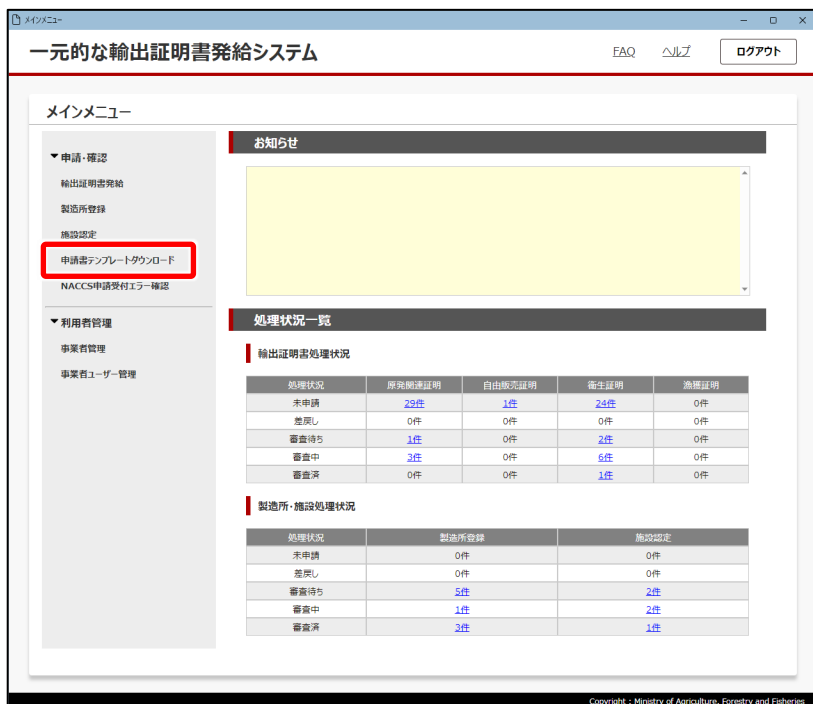 メインメニュー
一元的な輸出証明書発給システム
FAQ ヘルプ ログアウト
メインメニュー
▼申請・確認
輸出証明書発給
製造所登録
施設認定
申請書テンプレートダウンロード
NACCS申請受付エラー確認
▼利用者管理
事業者管理
事業者ユーザー管理
お知らせ
処理状況一覧
輸出証明書処理状況
処理状況 原発関連証明 自由販売証明 衛生証明 漁獲証明
未申請 29件 1件 24件 0件
差戻し 0件 0件 0件 0件
審査待ち 1件 0件 2件 0件
審査中 3件 0件 6件 0件
審査済 0件 0件 1件 0件
製造所・施設処理状況
処理状況 製造所登録 施設認定
未申請 0件 0件
差戻し 0件 0件
審査待ち 5件 2件
審査中 1件 2件
審査済 3件 1件
Copyright : Ministry of Agriculture, Forestry and Fisheries